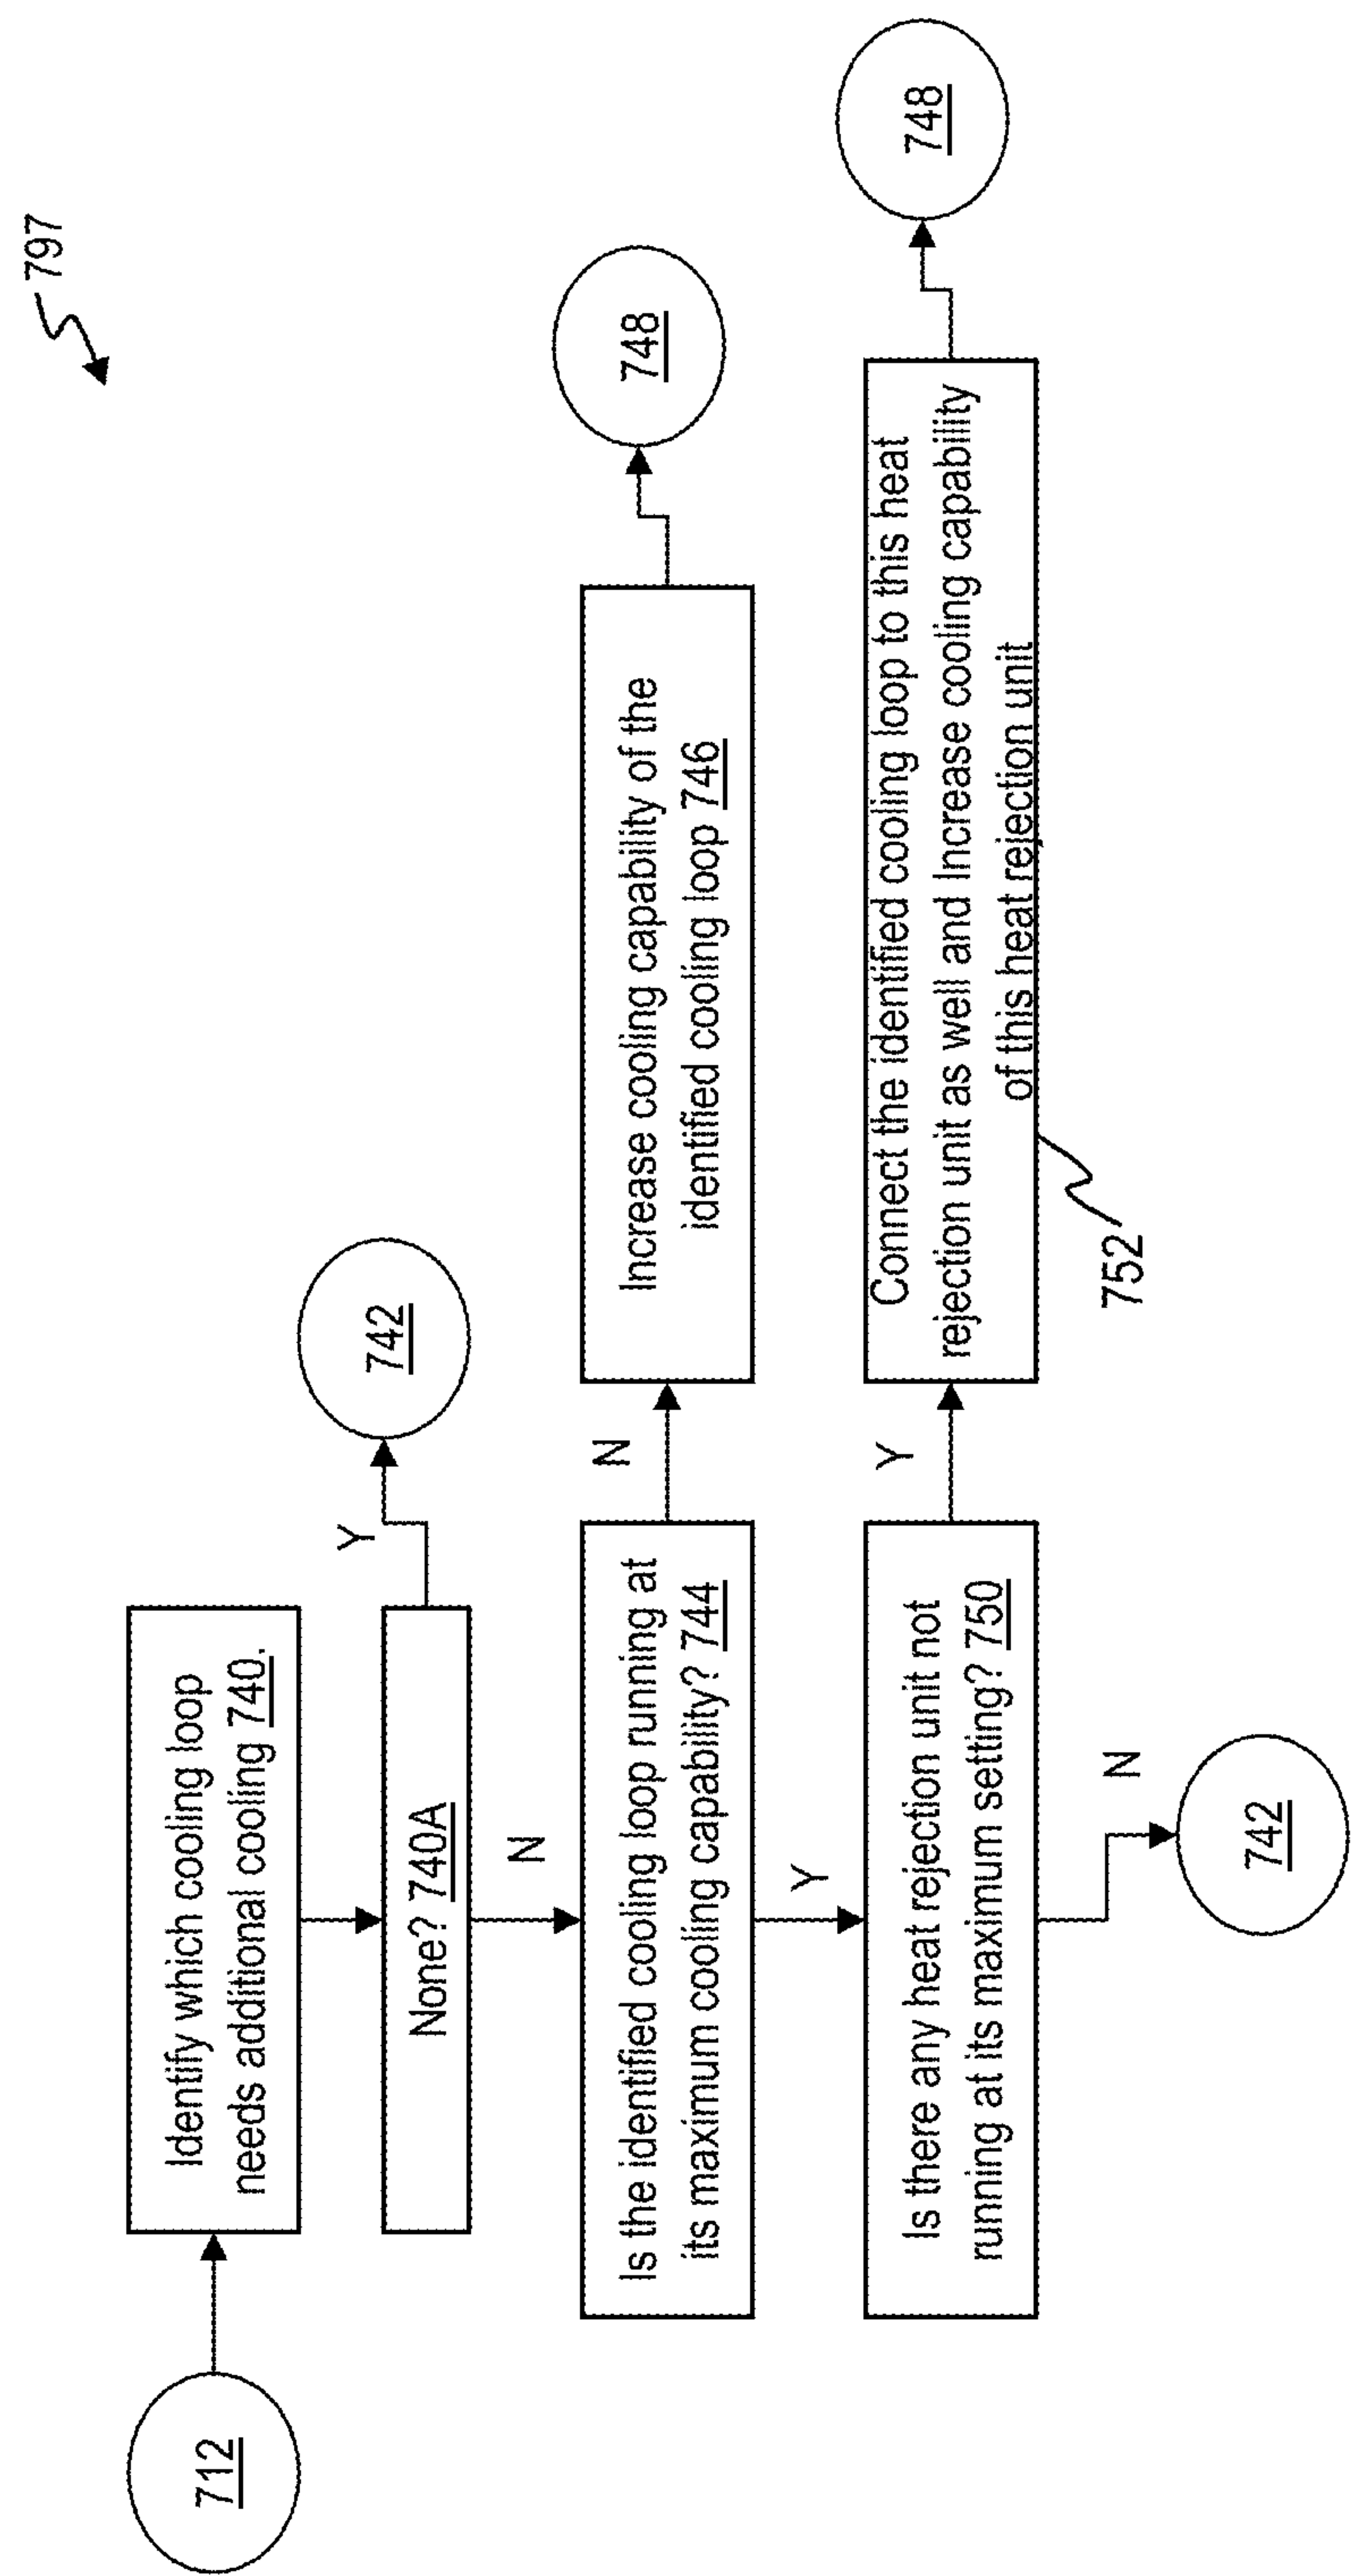 797
712
Identify which cooling loop
needs additional cooling 740.
None? 740A
Y
742
N
Is the identified cooling loop running at
its maximum cooling capability? 744
N
Increase cooling capability of the
identified cooling loop 746
748
Y
Is there any heat rejection unit not
running at its maximum setting? 750
Y
Connect the identified cooling loop to this heat
rejection unit as well and Increase cooling capability
of this heat rejection unit
748
752
N
742